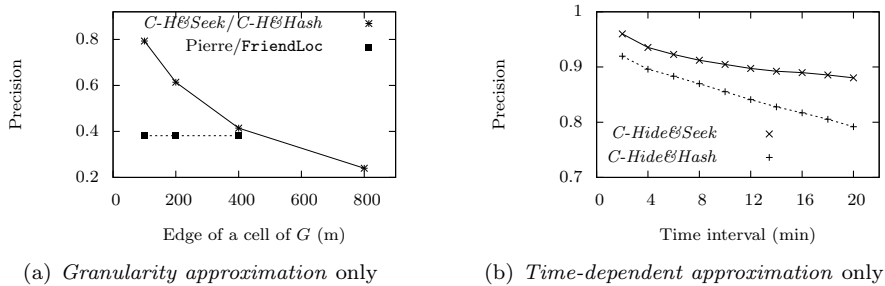 C-H&Seek/C-H&Hash
Pierre/FriendLoc
Precision
0.8
0.6
0.4
0.2
0 200 400 600 800
Edge of a cell of G (m)
(a) Granularity approximation only
Precision
1
0.9
0.8
0.7
C-Hide&Seek
C-Hide&Hash
0 4 8 12 16 20
Time interval (min)
(b) Time-dependent approximation only